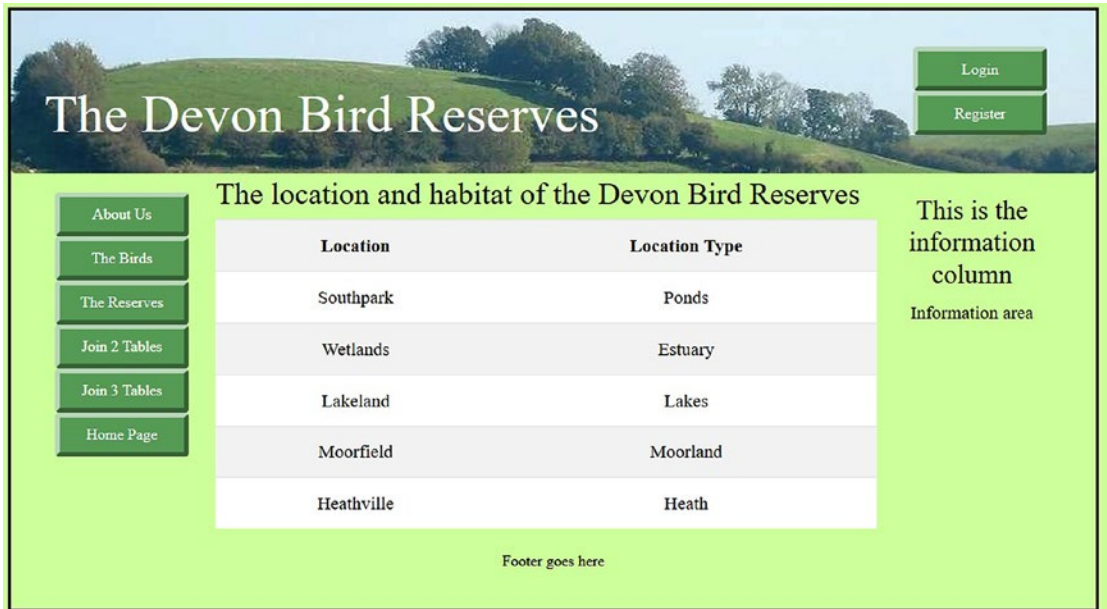 The Devon Bird Reserves
Login
Register
About Us
The Birds
The Reserves
Join 2 Tables
Join 3 Tables
Home Page
The location and habitat of the Devon Bird Reserves
Location Location Type
Southpark Ponds
Wetlands Estuary
Lakeland Lakes
Moorfield Moorland
Heathville Heath
This is the
information
column
Information area
Footer goes here